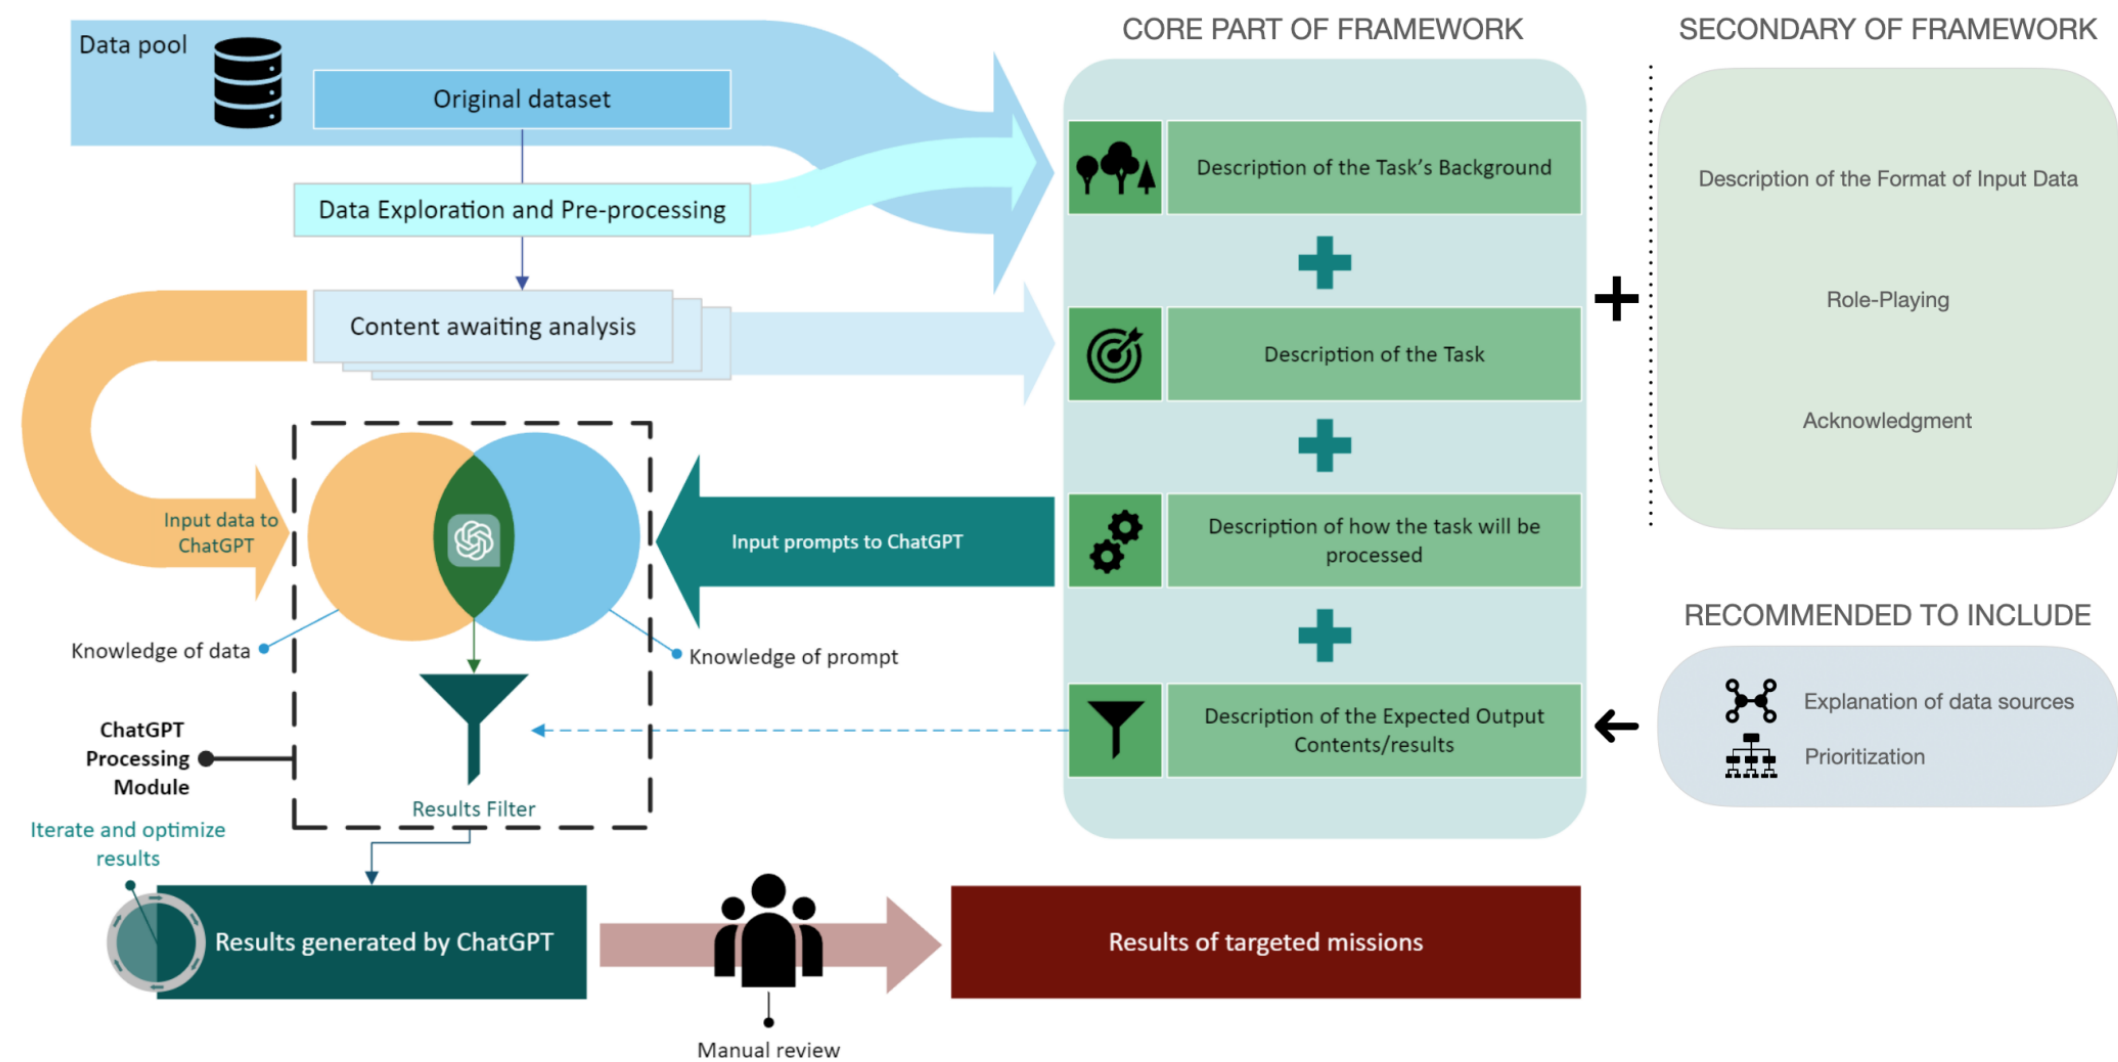 Data pool
Original dataset
Data Exploration and Pre-processing
Content awaiting analysis
Input data to
ChatGPT
Knowledge of data
Knowledge of prompt
Input prompts to ChatGPT
ChatGPT
Processing
Module
Results Filter
Iterate and optimize
results
Results generated by ChatGPT
Manual review
Results of targeted missions
CORE PART OF FRAMEWORK
Description of the Task's Background
Description of the Task
Description of how the task will be
processed
Description of the Expected Output
Contents/results
SECONDARY OF FRAMEWORK
Description of the Format of Input Data
Role-Playing
Acknowledgment
RECOMMENDED TO INCLUDE
Explanation of data sources
Prioritization